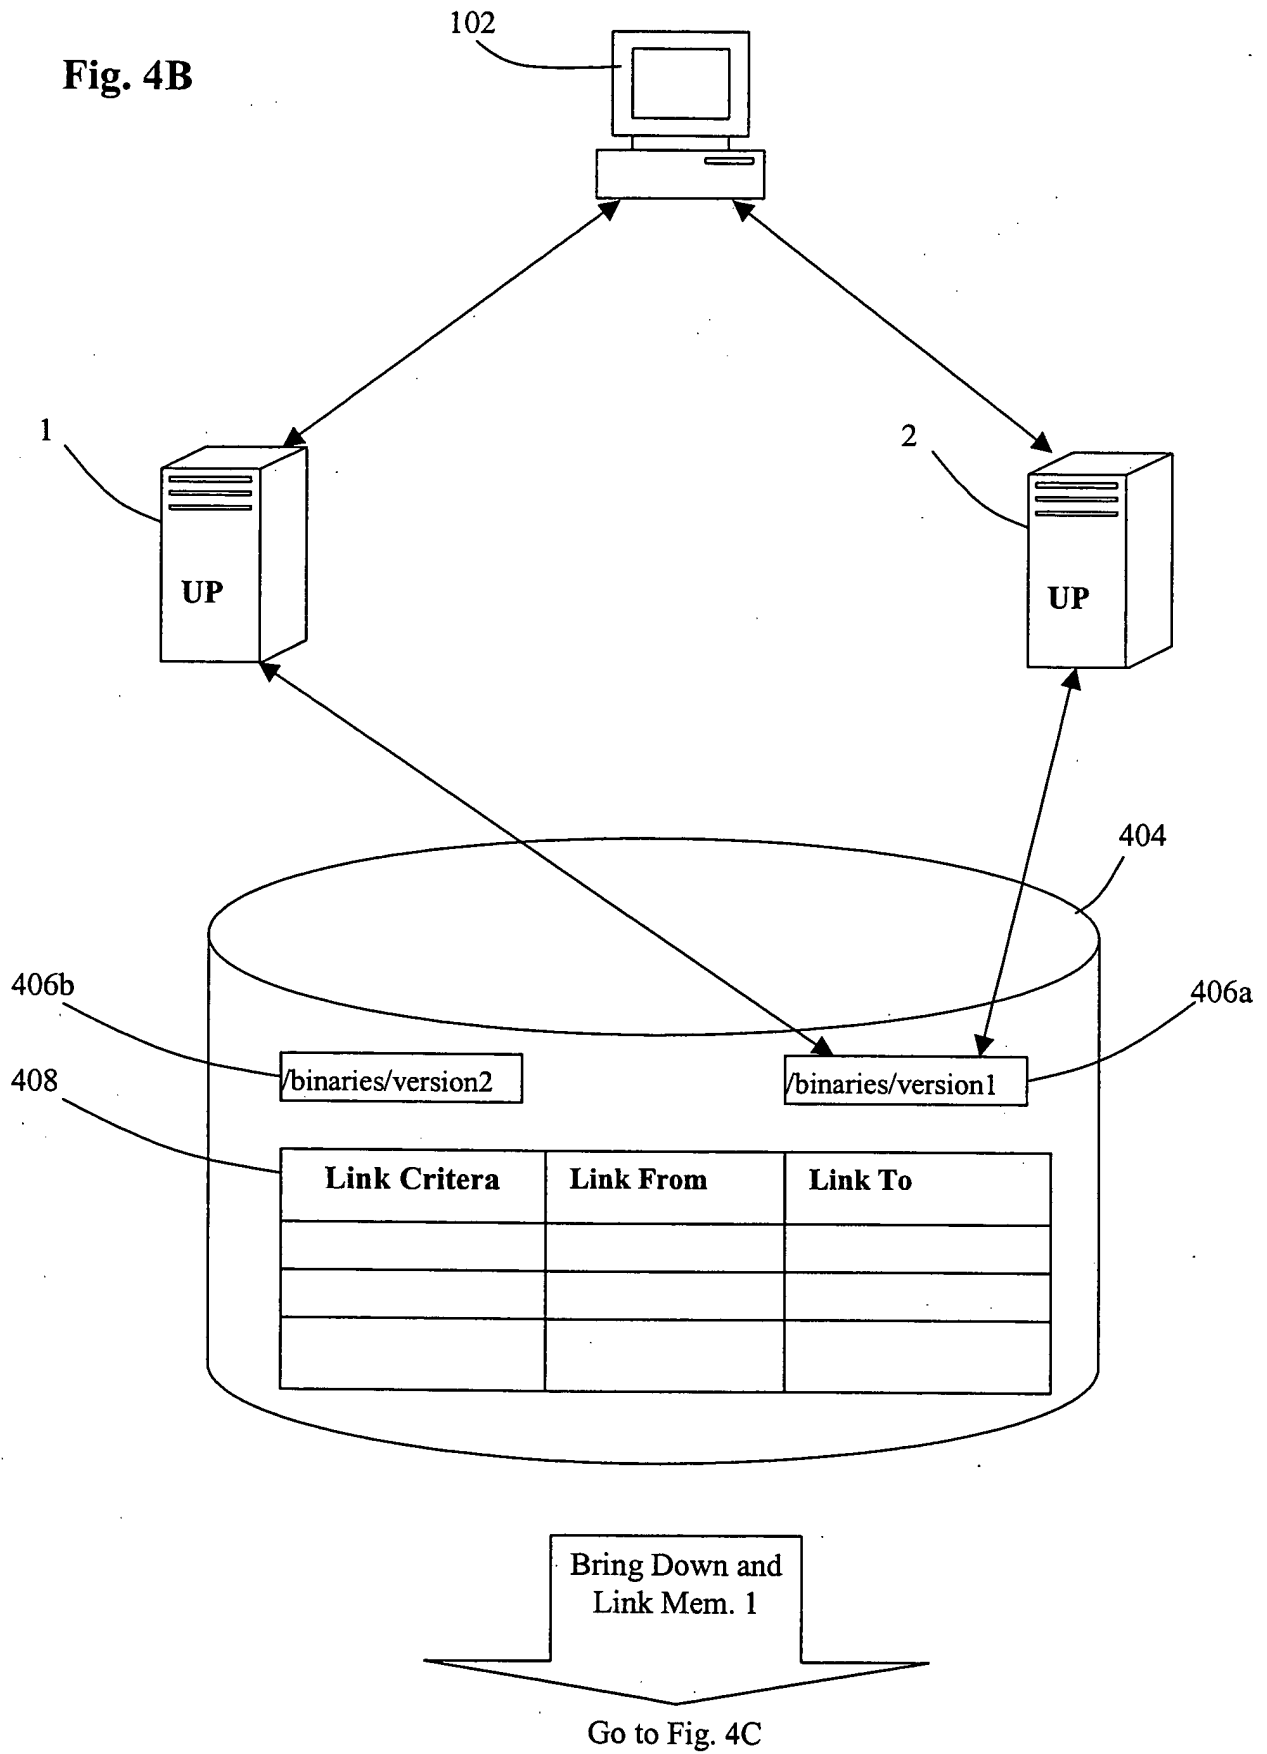 102
Fig. 4B
1
2
UP
UP
404
406b
406a
/binaries/version2
/binaries/version1
408
Link Critera
Link From
Link To
Bring Down and
Link Mem. 1
Go to Fig. 4C